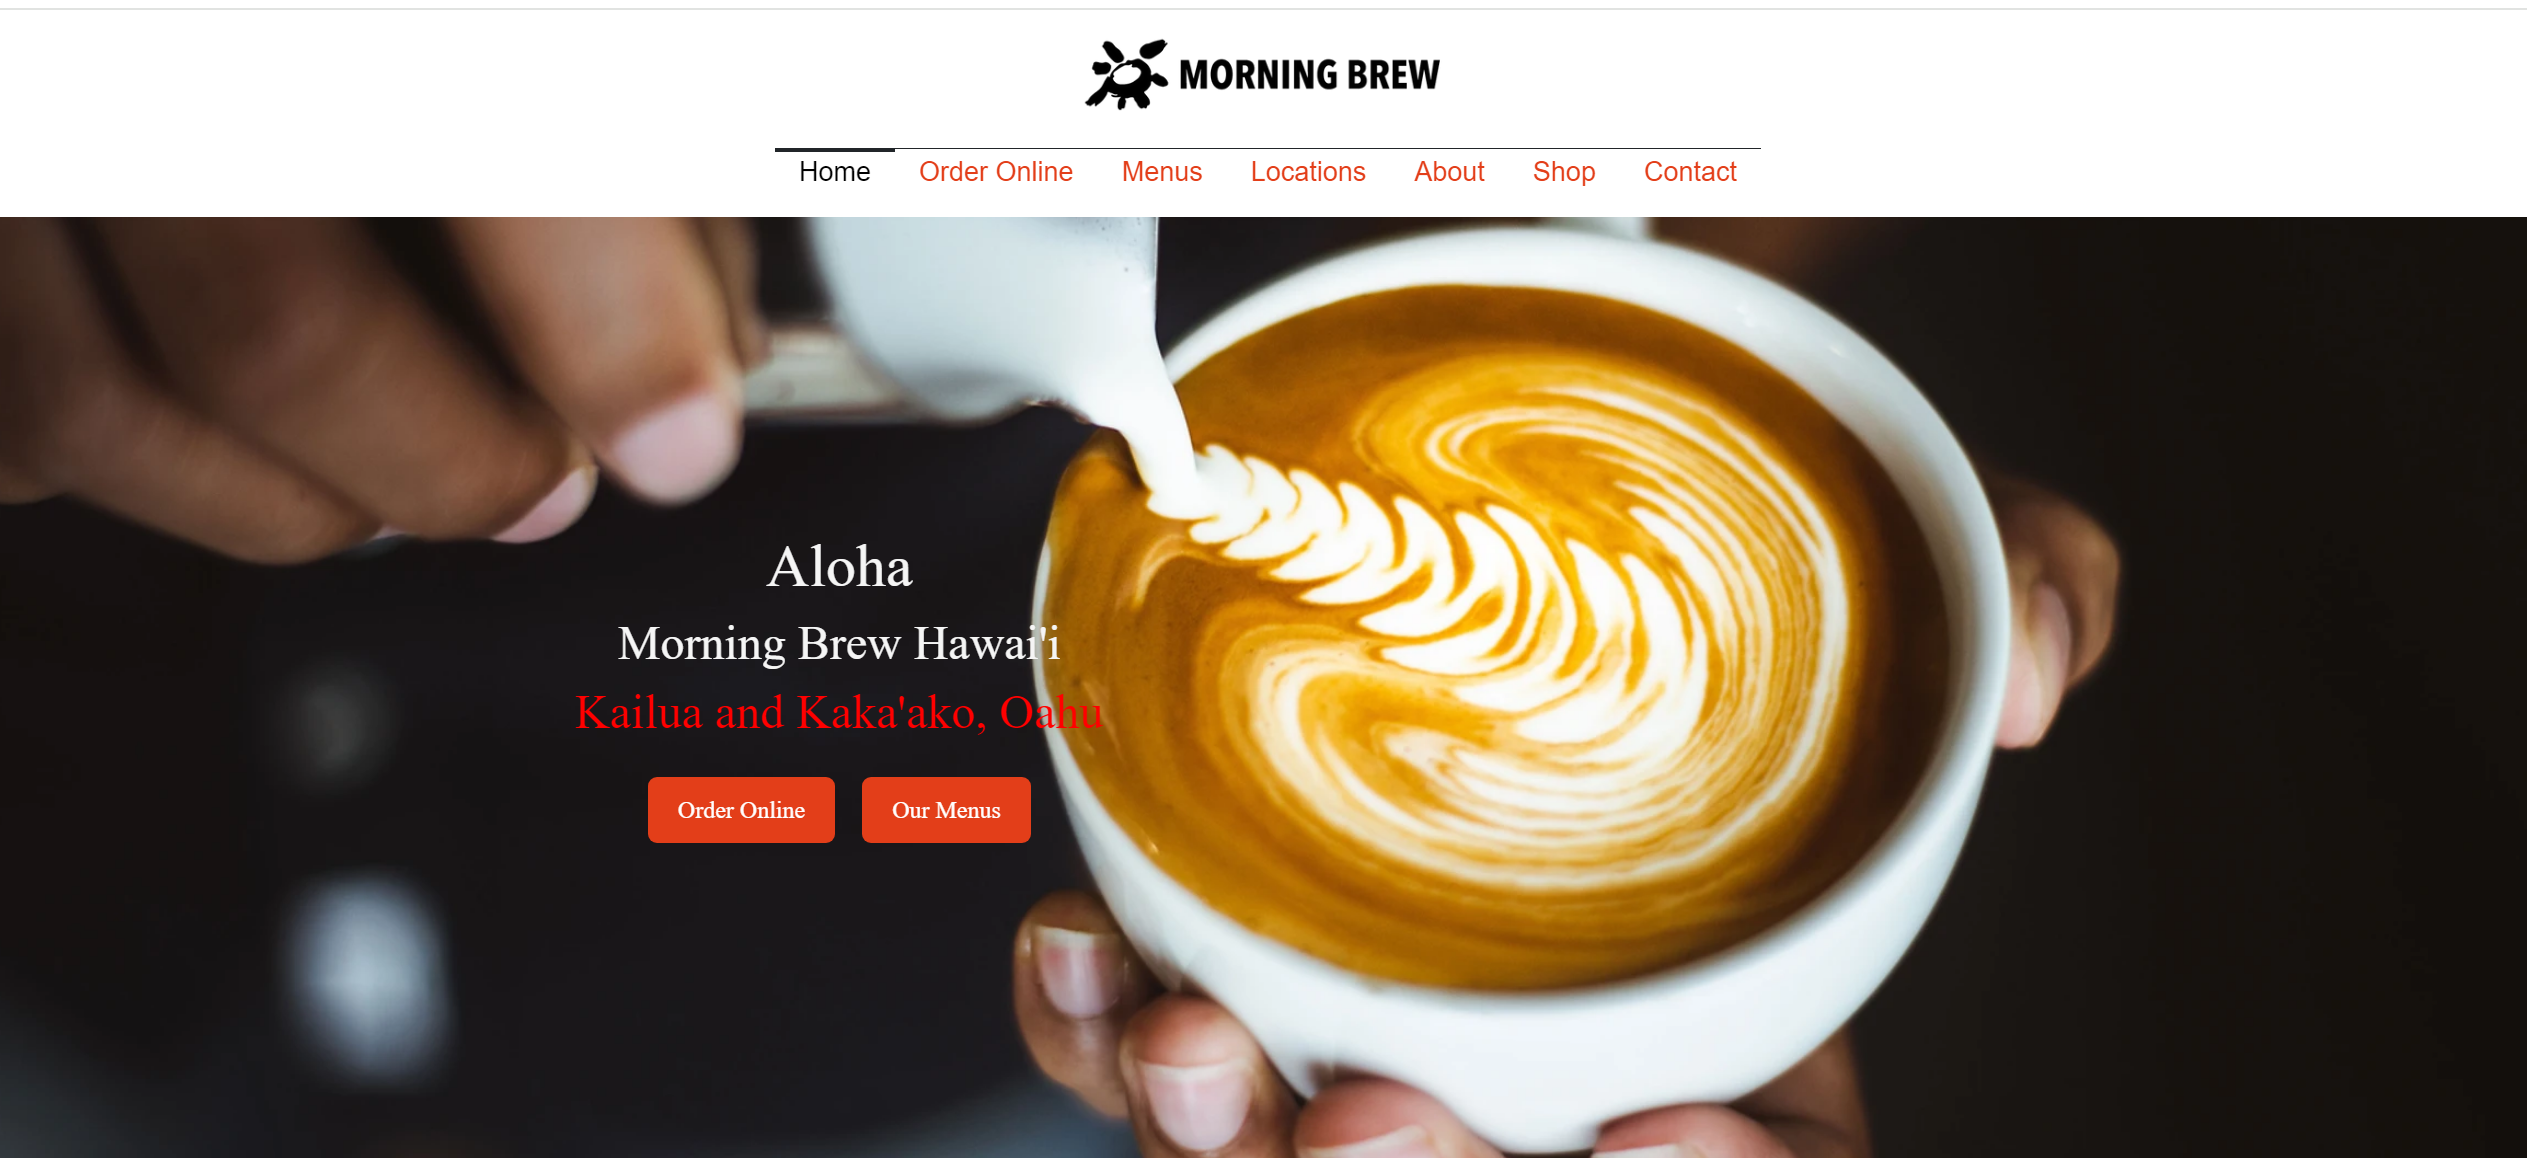 MORNING BREW
Home Order Online Menus Locations About Shop Contact
Aloha
Morning Brew Hawai'i
Kailua and Kaka'ako, Oahu
Order Online Our Menus